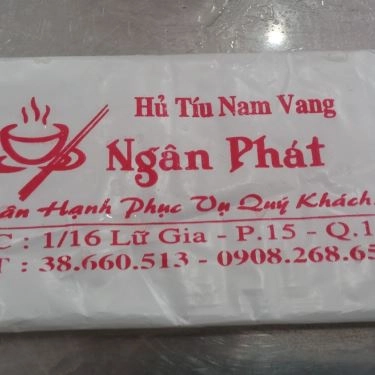 Hủ Tíu Nam Vang
Ngân Phát
Hạnh Phục Vụ Quý Khách
C : 1/16 Lữ Gia - P.15 - Q.1
T : 38.660.513 - 0908.268.65